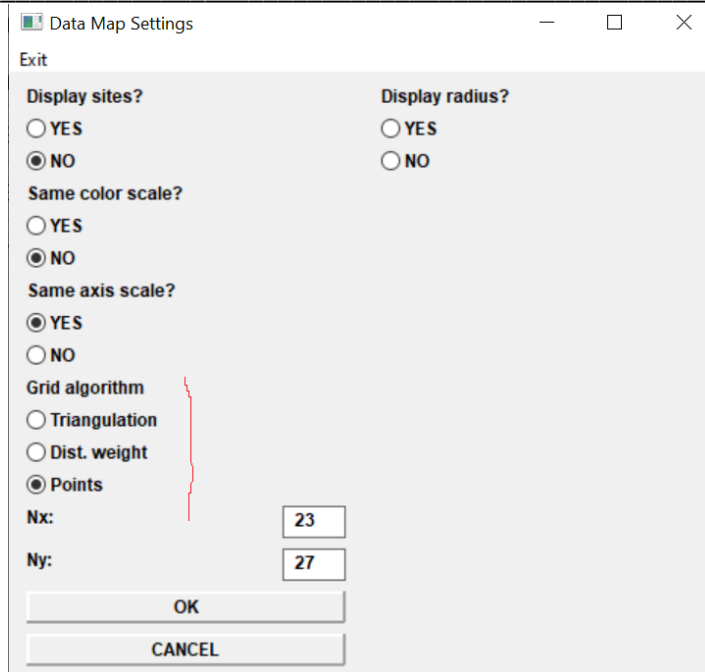 Data Map Settings
Exit
Display sites? Display radius?
YES YES
NO NO
Same color scale?
YES
NO
Same axis scale?
YES
NO
Grid algorithm
Triangulation
Dist. weight
Points
Nx: 23
Ny: 27
OK
CANCEL